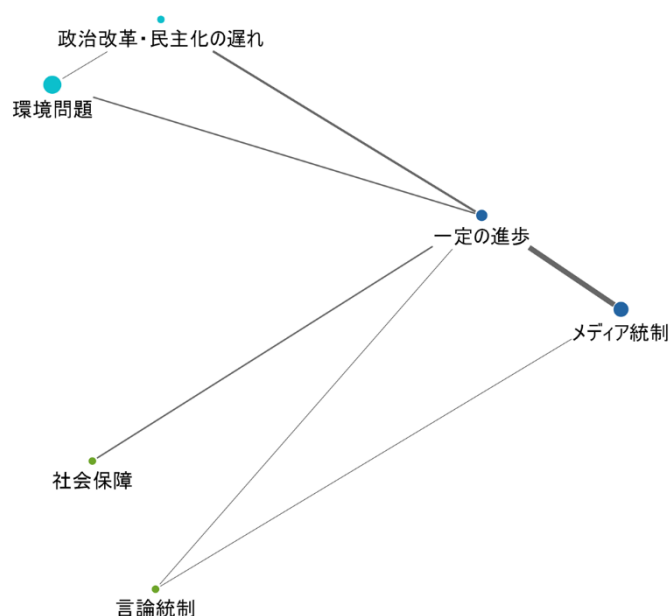 政治改革・民主化の遅れ
環境問題
一定の進歩
メディア統制
社会保障
言論統制